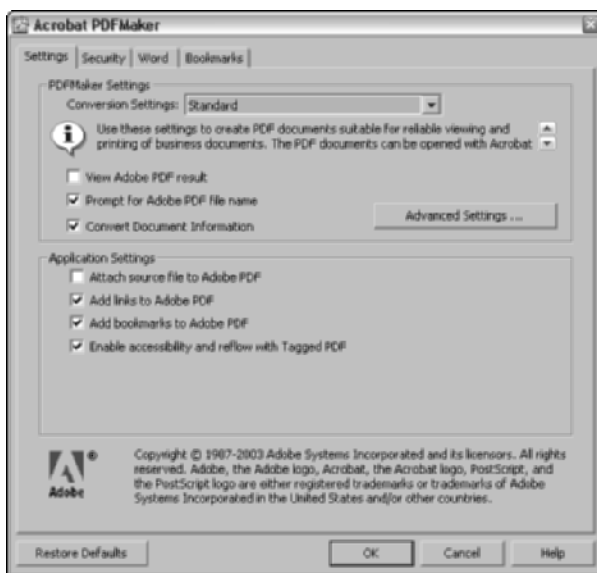 Acrobat PDFMaker
Settings Security Word Bookmarks
PDFMaker Settings
Conversion Settings: Standard
Use these settings to create PDF documents suitable for reliable viewing and
printing of business documents. The PDF documents can be opened with Acrobat
View Adobe PDF result
Prompt for Adobe PDF file name
Advanced Settings ...
Convert Document Information
Application Settings
Attach source file to Adobe PDF
Add links to Adobe PDF
Add bookmarks to Adobe PDF
Enable accessibility and reflow with Tagged PDF
Copyright © 1987-2003 Adobe Systems Incorporated and its licensors. All rights
reserved. Adobe, the Adobe logo, Acrobat, the Acrobat logo, PostScript, and
the PostScript logo are either registered trademarks or trademarks of Adobe
Systems Incorporated in the United States and/or other countries.
® Adobe
Restore Defaults OK Cancel Help